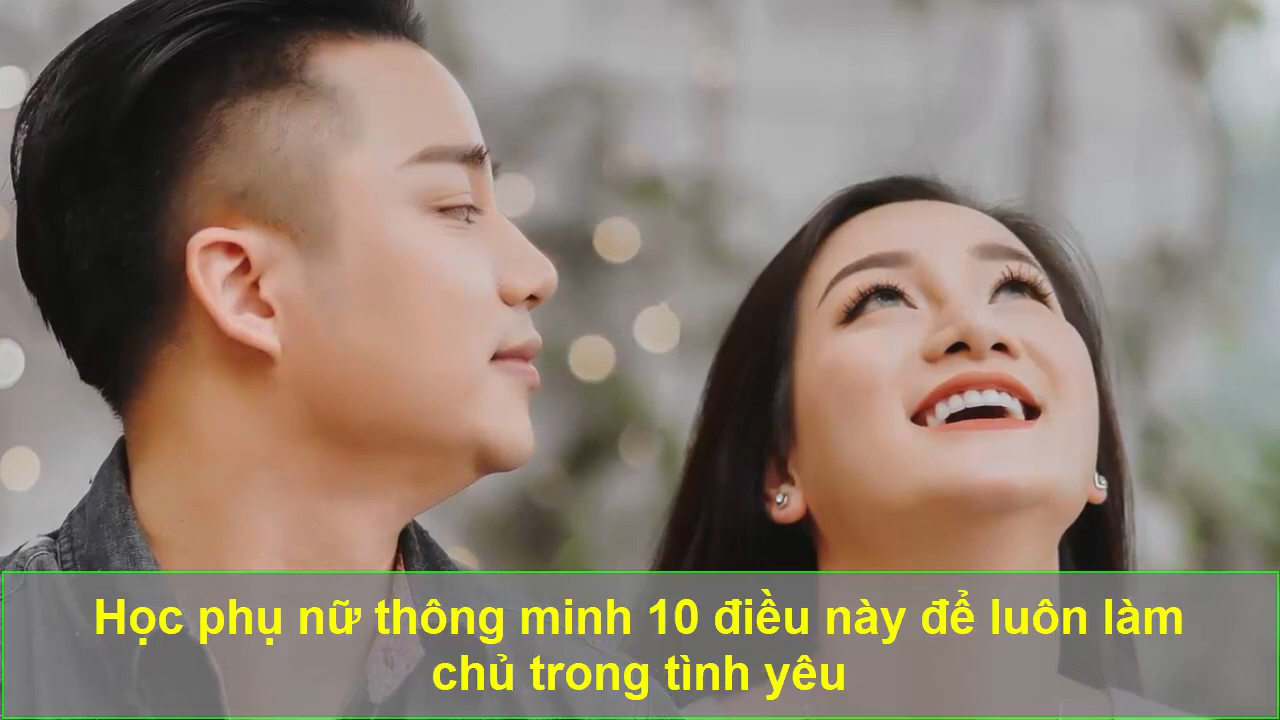 Học phụ nữ thông minh 10 điều này để luôn làm
chủ trong tình yêu